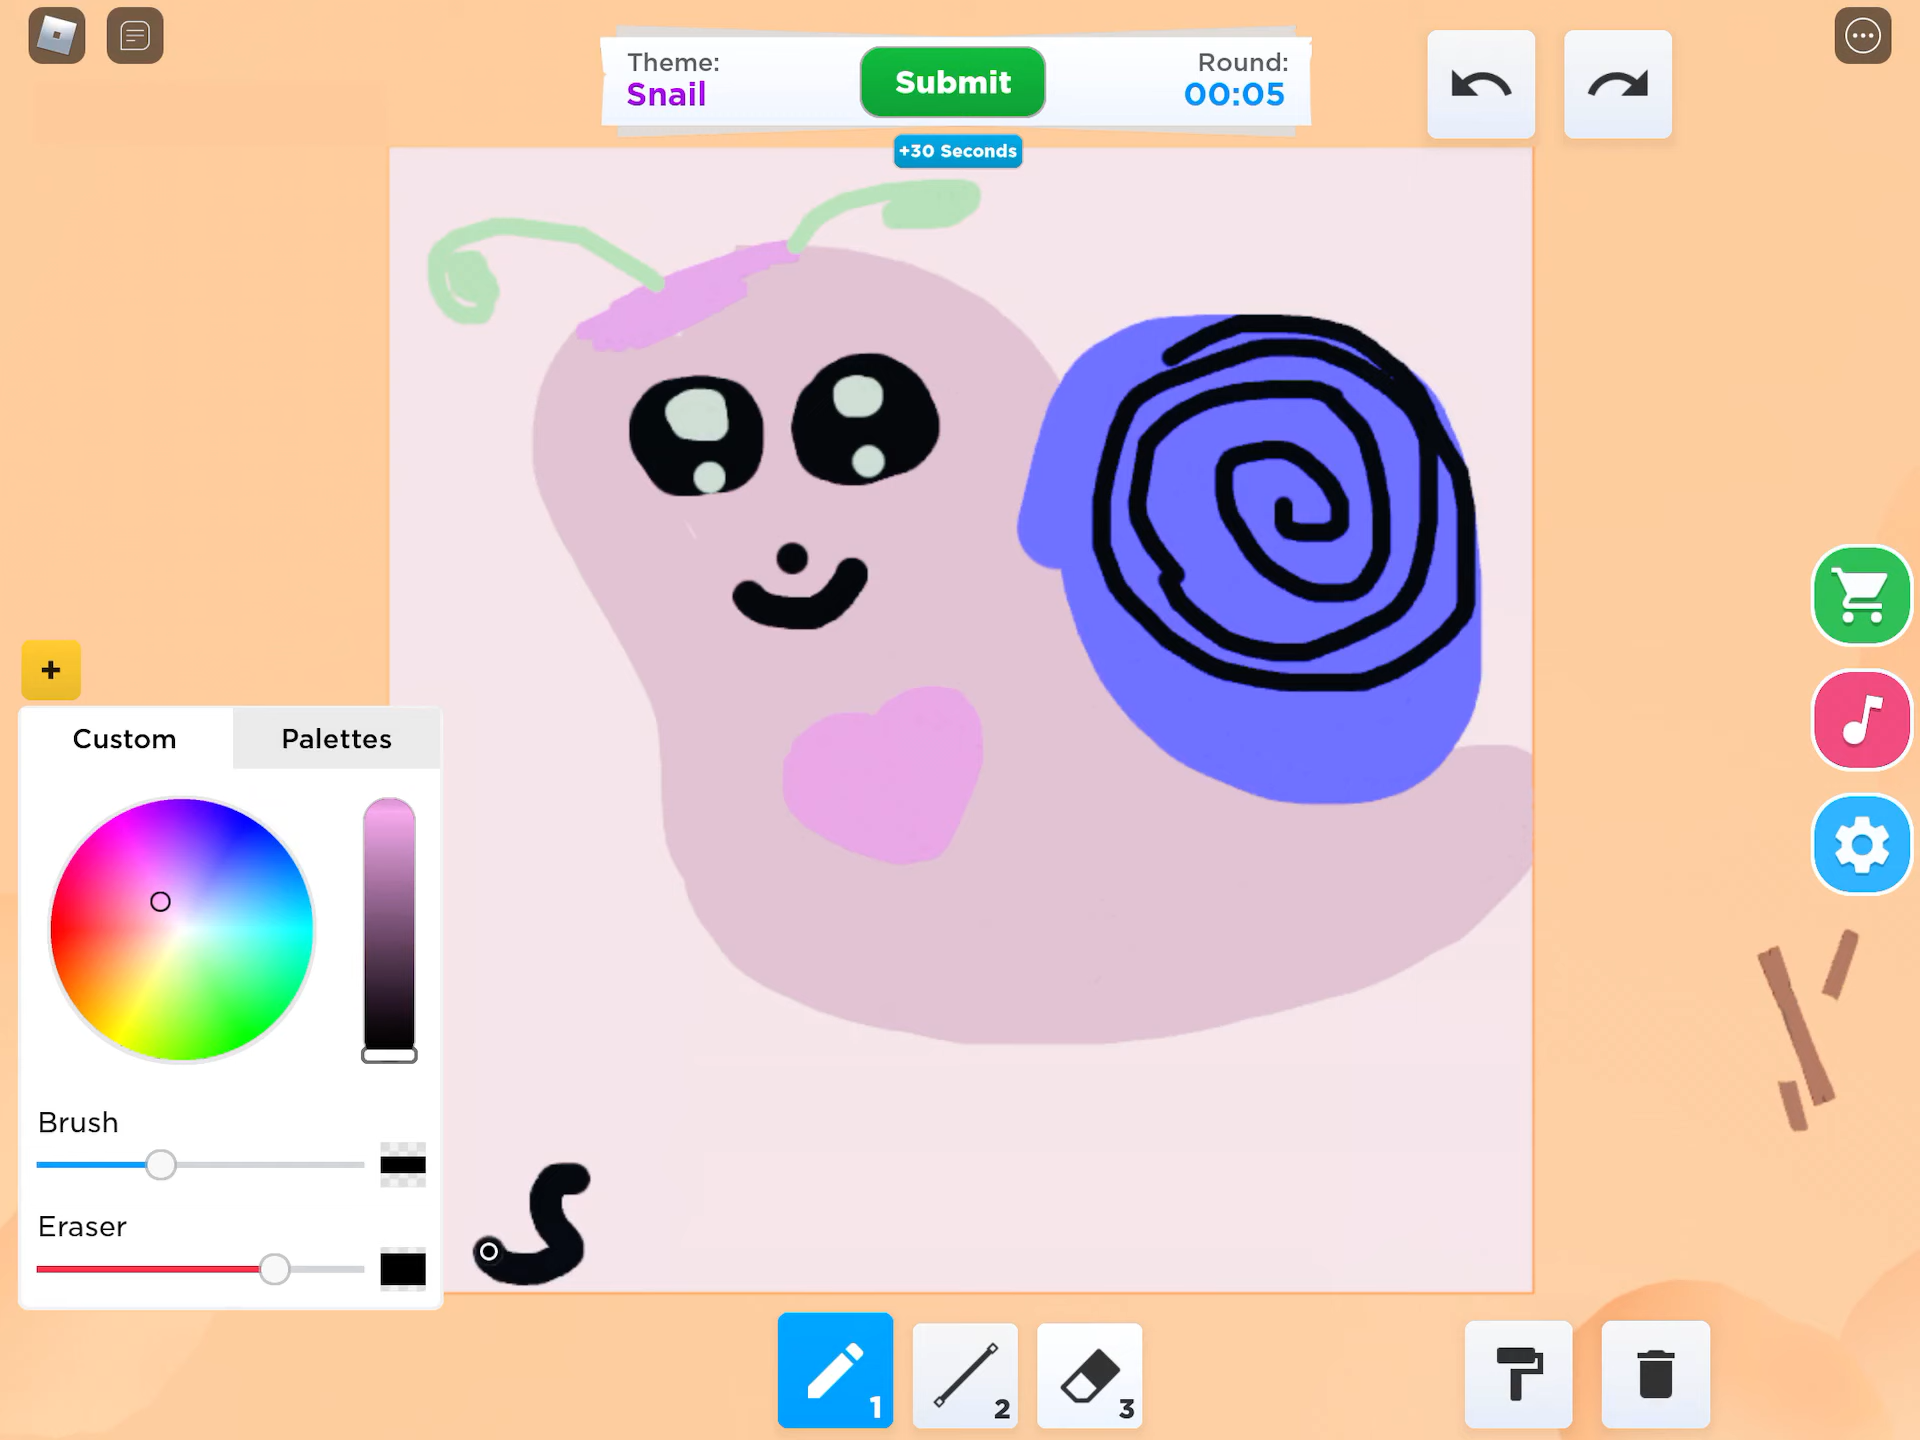 Theme:
Snail
Submit
Round:
00:05
+30 Seconds
+
Custom
Palettes
Brush
Eraser
S
1
2
3